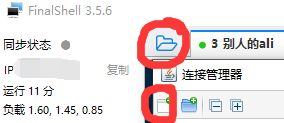 FinalShell 3.5.6
同步状态
3 别人的ali
IP 复制
连接管理器
运行 11 分
负载 1.60, 1.45, 0.85